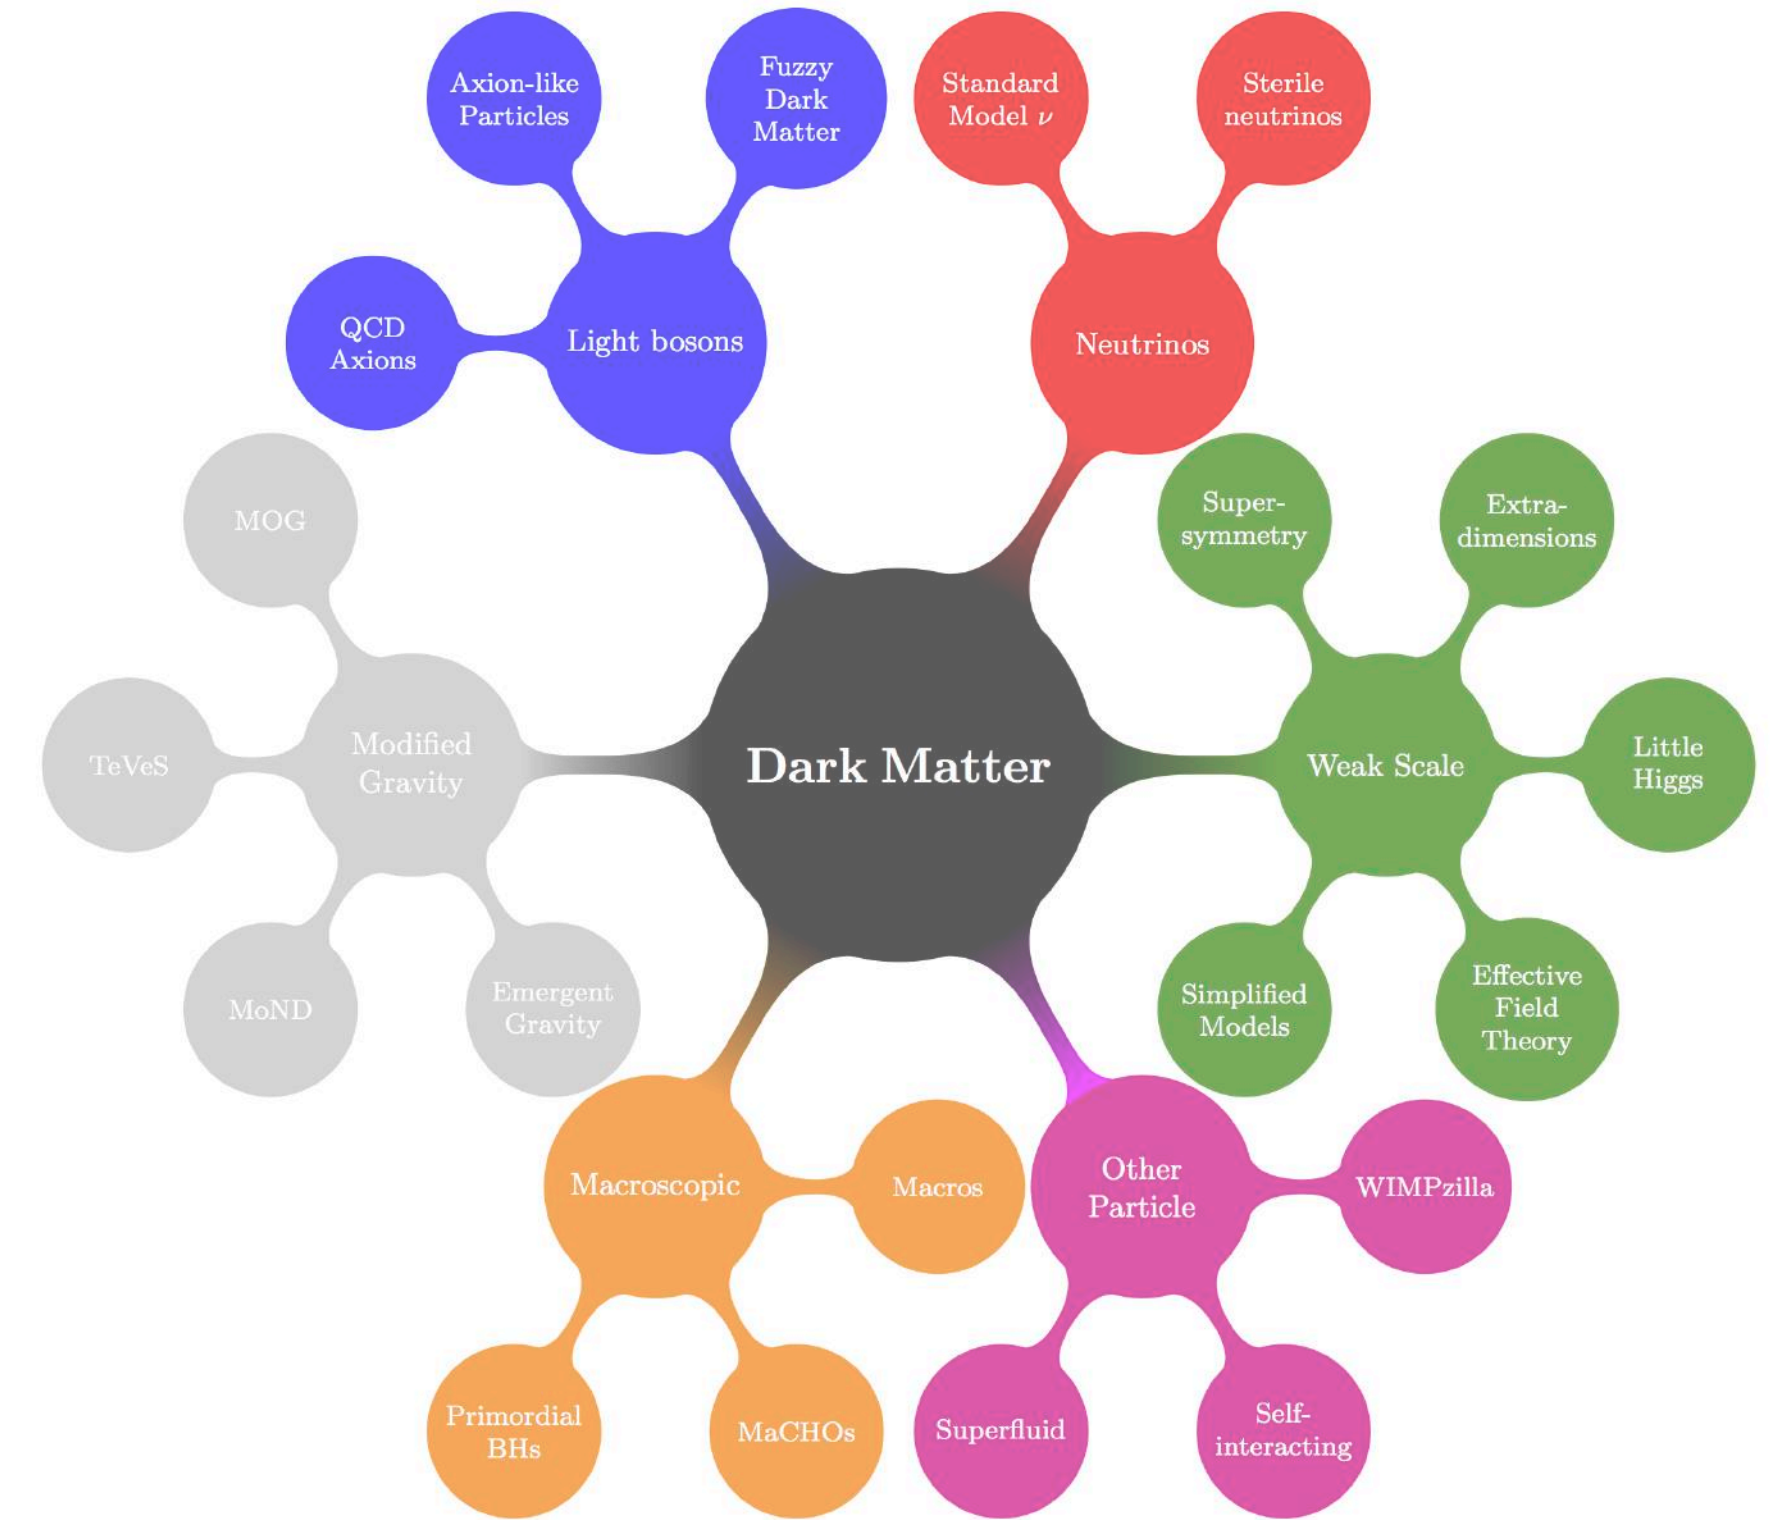 Axion-like
Particles
Fuzzy
Dark
Matter
Standard
Model ν
Sterile
neutrinos
QCD
Axions
Light bosons
Neutrinos
MOG
Super-
symmetry
Extra-
dimensions
TeVeS
Modified
Gravity
Dark Matter
Weak Scale
Little
Higgs
MoND
Emergent
Gravity
Simplified
Models
Effective
Field
Theory
Macroscopic
Macros
Other
Particle
WIMPzilla
Primordial
BHs
MaCHOs
Superfluid
Self-
interacting